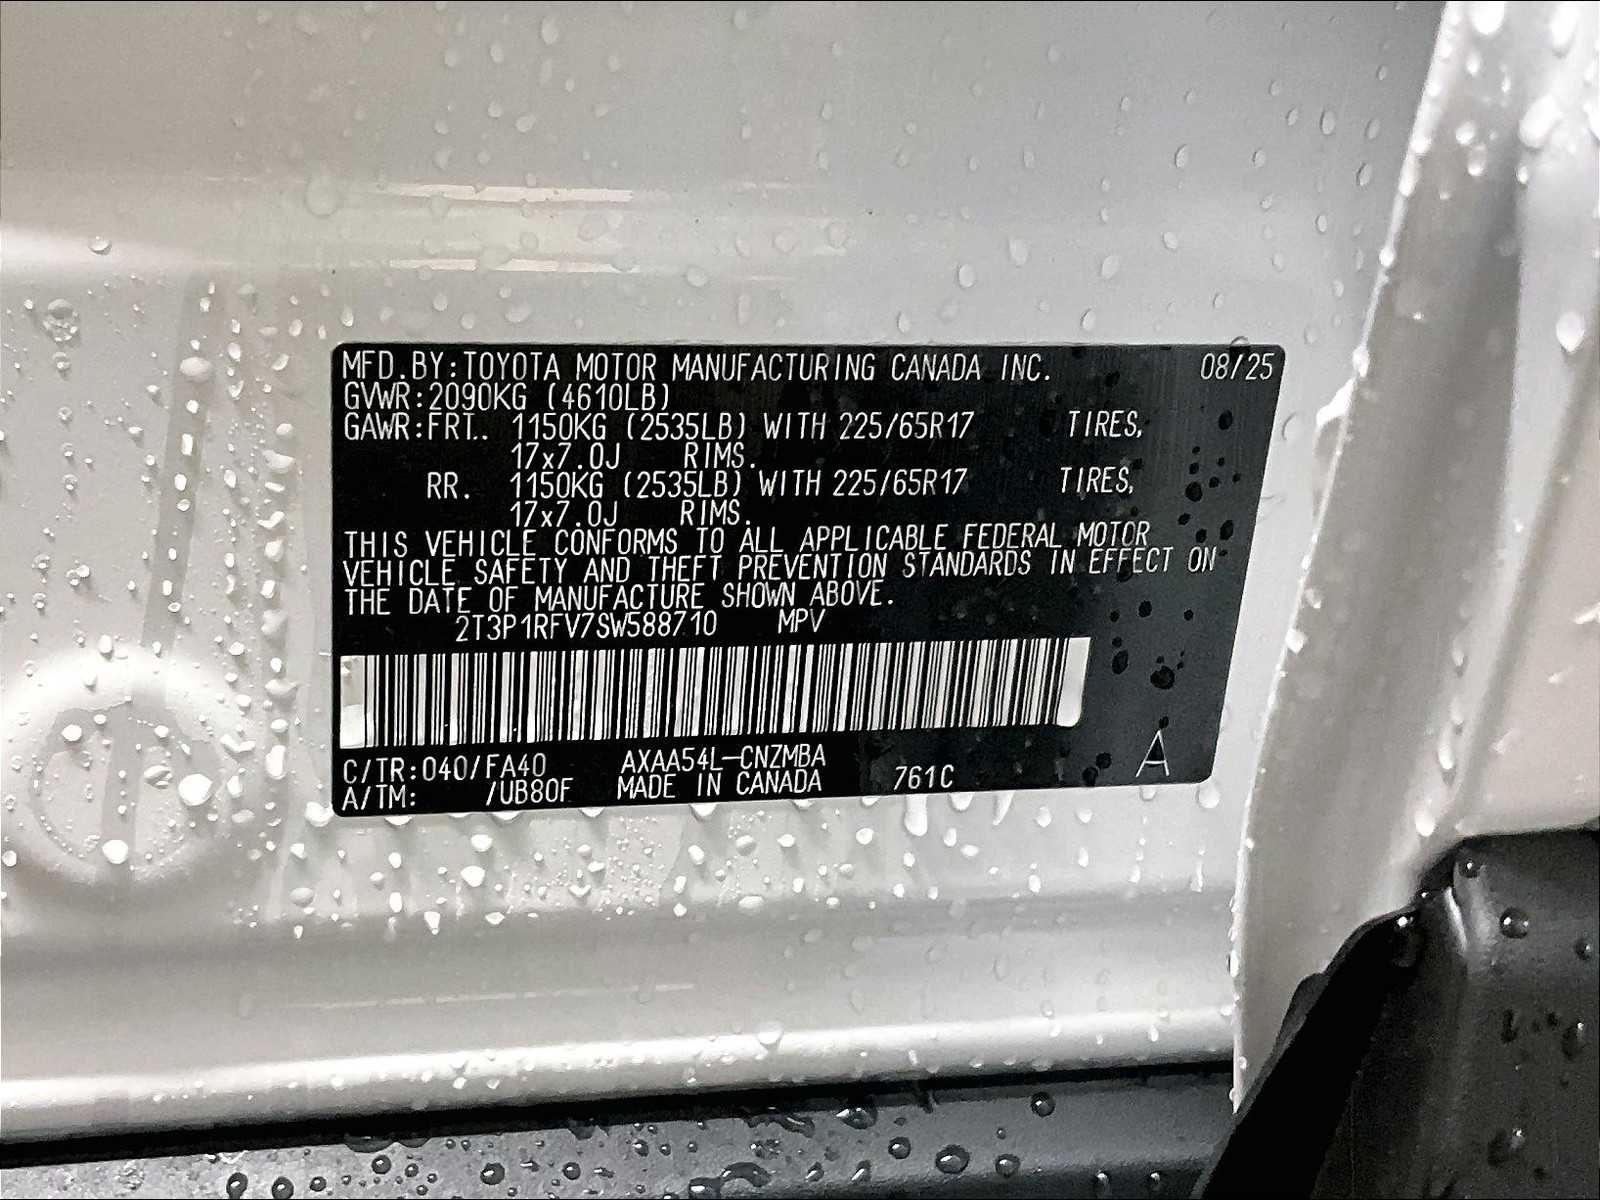 MFD.BY:TOYOTA MOTOR MANUFACTURING CANADA INC. 08/25
GVWR:2090KG (4610LB)
GAWR:FRT. 1150KG (2535LB) WITH 225/65R17 TIRES,
17x7.0J RIMS.
RR. 1150KG (2535LB) WITH 225/65R17 TIRES,
17x7.0J RIMS.
THIS VEHICLE CONFORMS TO ALL APPLICABLE FEDERAL MOTOR
VEHICLE SAFETY AND THEFT PREVENTION STANDARDS IN EFFECT ON
THE DATE OF MANUFACTURE SHOWN ABOVE.
2T3P1RFV7SW588710 MPV
C/TR:040/FA40 AXAA54L-CNZMBA
A/TM: /UB80F MADE IN CANADA 761C A